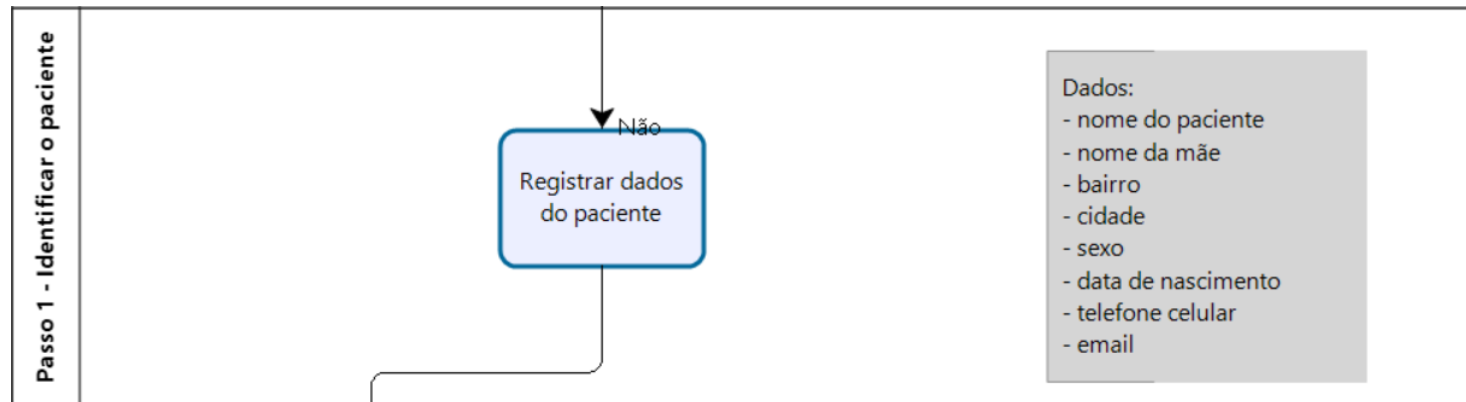 Passo 1 - Identificar o paciente
Não
Registrar dados
do paciente
Dados:
- nome do paciente
- nome da mãe
- bairro
- cidade
- sexo
- data de nascimento
- telefone celular
- email